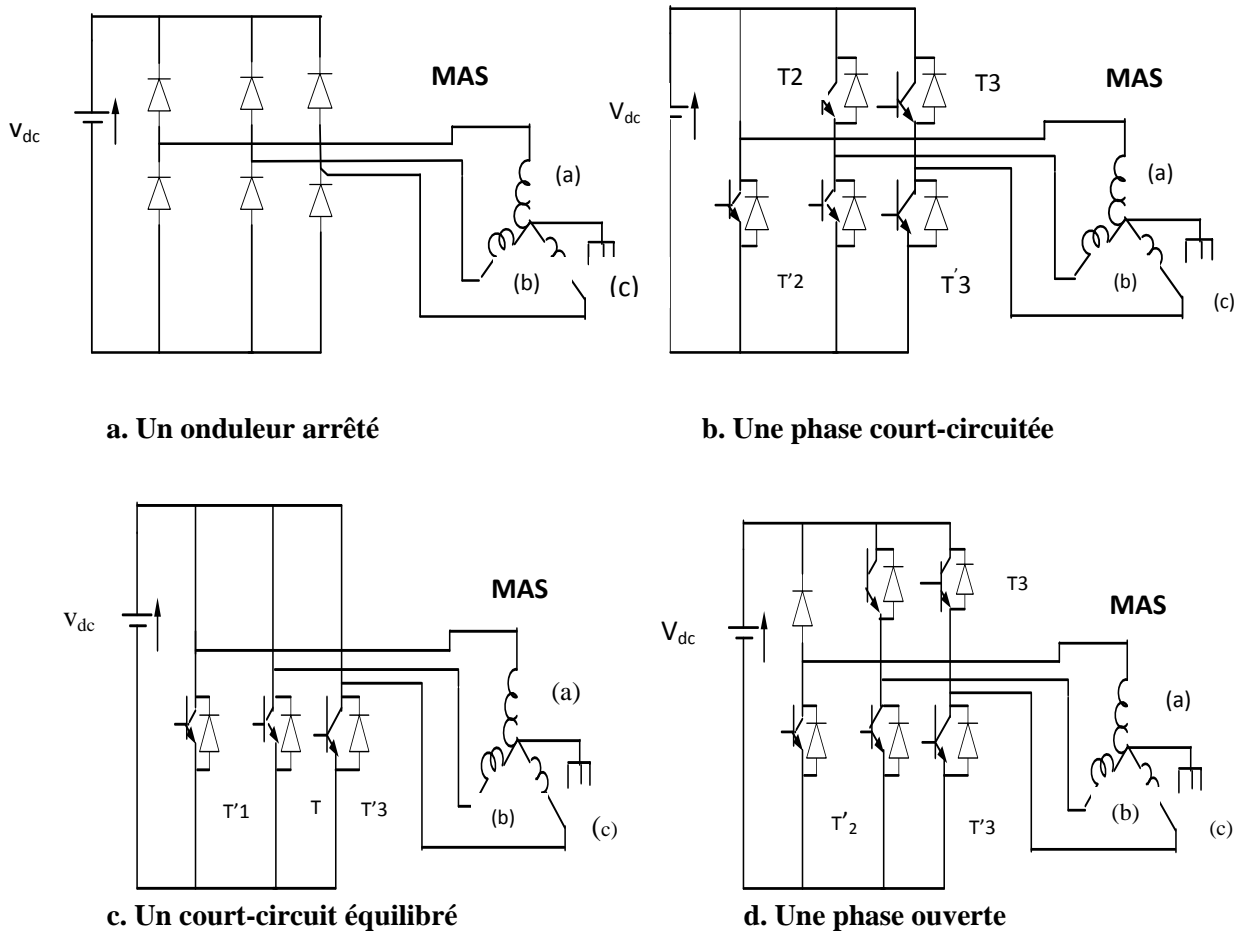 MAS
v_dc
(a)
(b)
(c)
a. Un onduleur arrêté
T2
T3
MAS
V_dc
(a)
(b)
T'2
T'3
(c)
b. Une phase court-circuitée
MAS
v_dc
(a)
T'1
T
T'3
(b)
(c)
c. Un court-circuit équilibré
T3
MAS
V_dc
(a)
T'₂
T'3
(b)
(c)
d. Une phase ouverte